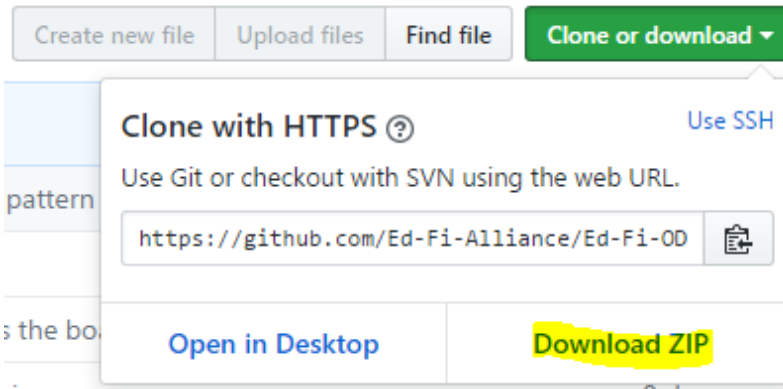 Create new file Upload files Find file Clone or download
Clone with HTTPS ? Use SSH
Use Git or checkout with SVN using the web URL.
pattern
https://github.com/Ed-Fi-Alliance/Ed-Fi-OD
s the boa
Open in Desktop Download ZIP